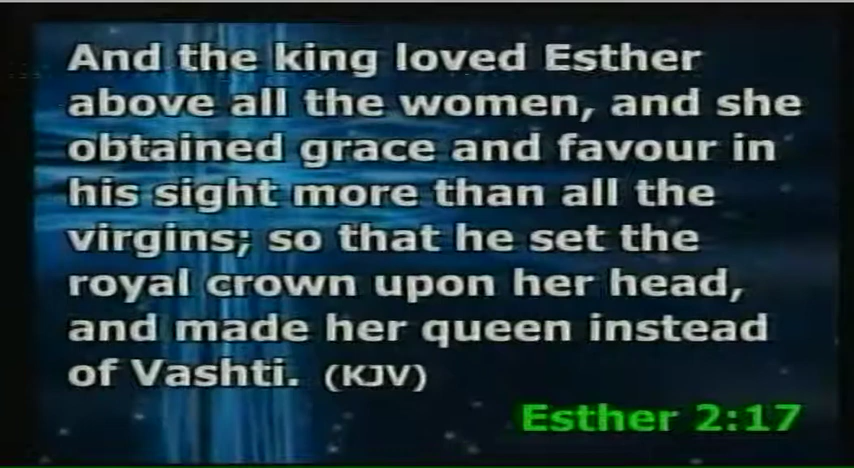 And the king loved Esther
above all the women, and she
obtained grace and favour in
his sight more than all the
virgins; so that he set the
royal crown upon her head,
and made her queen instead
of Vashti. (KJV)
Esther 2:17